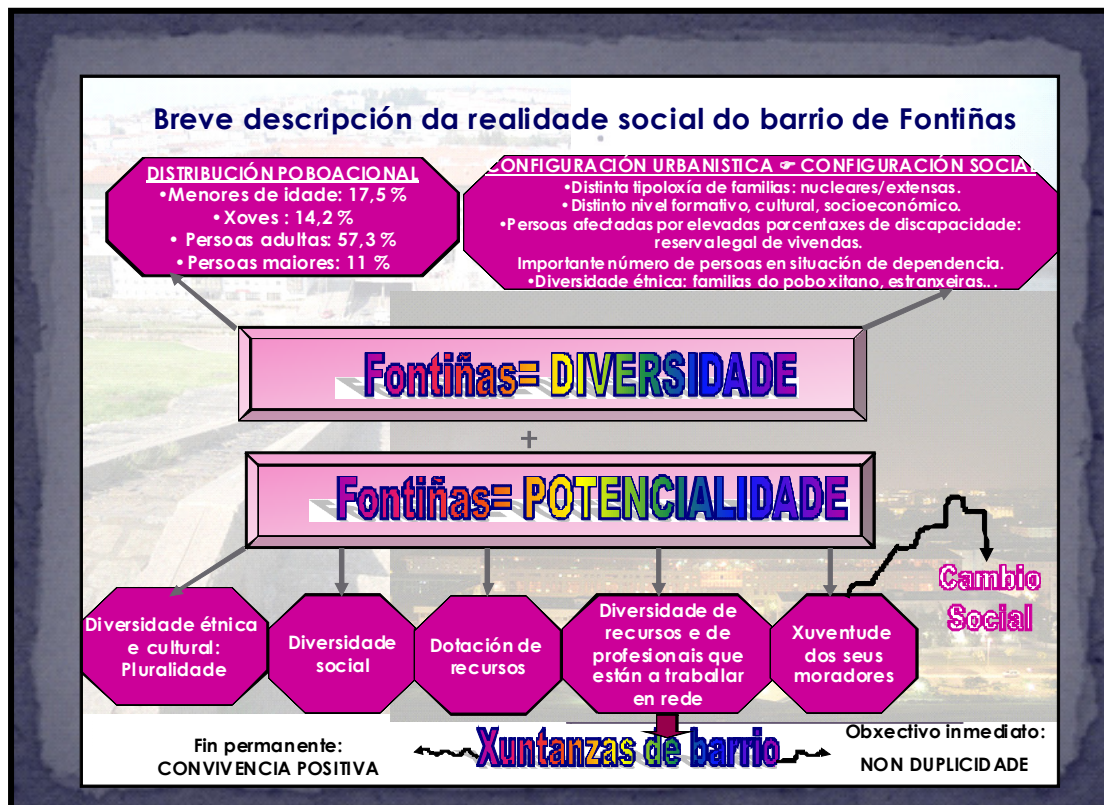 Breve descripción da realidade social do barrio de Fontiñas
DISTRIBUCIÓN POBOACIONAL
•Menores de idade: 17,5 %
•Xoves : 14,2 %
• Persoas adultas: 57,3 %
• Persoas maiores: 11 %
CONFIGURACIÓN URBANISTICA ☞ CONFIGURACIÓN SOCIAL
•Distinta tipoloxía de familias: nucleares/extensas.
•Distinto nivel formativo, cultural, socioeconómico.
•Persoas afectadas por elevadas porcentaxes de discapacidade:
reserva legal de vivendas.
Importante número de persoas en situación de dependencia.
•Diversidade étnica: familias do pobo xitano, estranxeiras...
Fontiñas= DIVERSIDADE
+
Fontiñas= POTENCIALIDADE
Cambio
Social
Diversidade étnica
e cultural:
Pluralidade
Diversidade
social
Dotación de
recursos
Diversidade de
recursos e de
profesionais que
están a traballar
en rede
Xuventude
dos seus
moradores
Fin permanente:
CONVIVENCIA POSITIVA
Xuntanzas de barrio
Obxectivo inmediato:
NON DUPLICIDADE